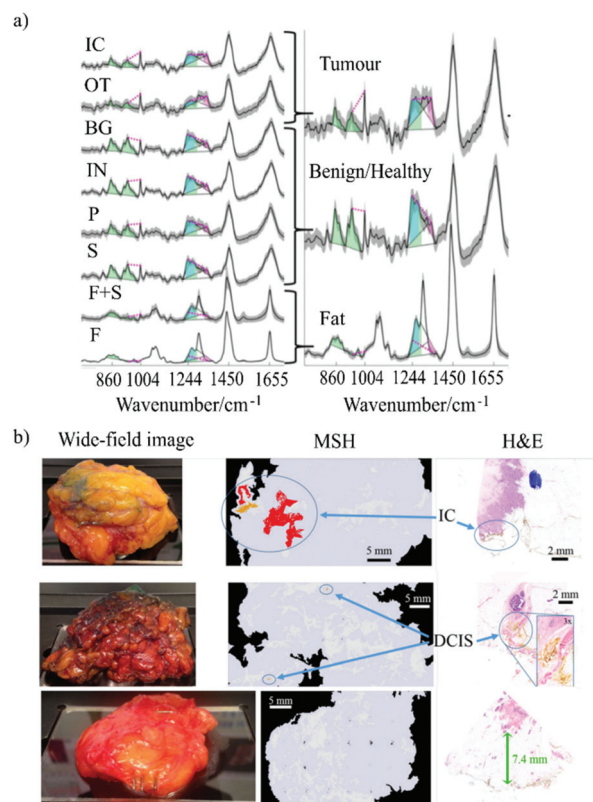 a)
IC
OT
BG
IN
P
S
F+S
F
Tumour
Benign/Healthy
Fat
860 1004 1244 1450 1655
Wavenumber/cm-1
860 1004 1244 1450 1655
Wavenumber/cm-1
b)
Wide-field image
MSH
H&E
IC
5 mm
2 mm
5 mm
2 mm
3x
DCIS
5 mm
7.4 mm